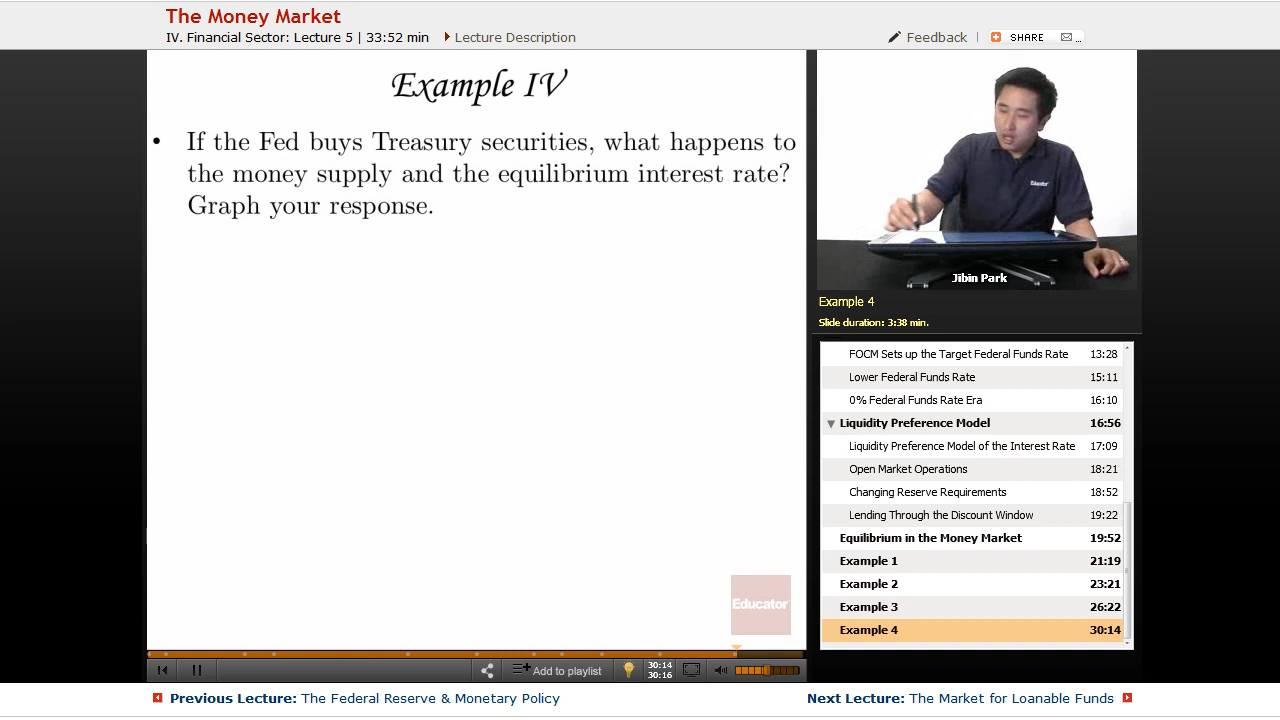 The Money Market
IV. Financial Sector: Lecture 5 | 33:52 min
Lecture Description
Feedback
SHARE
...
Example IV
• If the Fed buys Treasury securities, what happens to
the money supply and the equilibrium interest rate?
Graph your response.
Educator
Educator
Jibin Park
Example 4
Slide duration: 3:38 min.
FOCM Sets up the Target Federal Funds Rate 13:28
Lower Federal Funds Rate 15:11
0% Federal Funds Rate Era 16:10
Liquidity Preference Model 16:56
Liquidity Preference Model of the Interest Rate 17:09
Open Market Operations 18:21
Changing Reserve Requirements 18:52
Lending Through the Discount Window 19:22
Equilibrium in the Money Market 19:52
Example 1 21:19
Example 2 23:21
Example 3 26:22
Example 4 30:14
Add to playlist
30:14
30:16
Previous Lecture: The Federal Reserve & Monetary Policy
Next Lecture: The Market for Loanable Funds